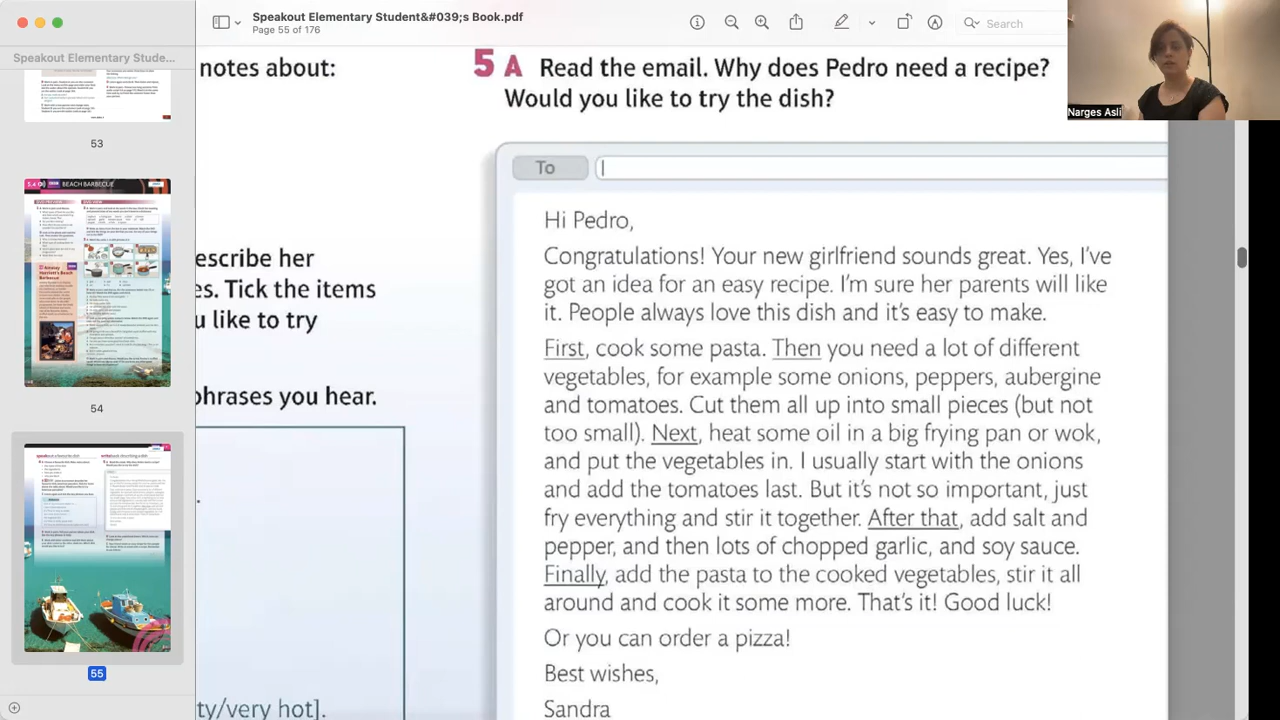 Speakout Elementary Student&#039;s Book.pdf
Page 55 of 176
Search
Narges Asli
Speakout Elementary Stude...
53
BEACH BARBECUE
54
55
notes about:
escribe her
es. Tick the items
u like to try
phrases you hear.
ty/very hot].
5 A Read the email. Why does Pedro need a recipe?
Would you like to try the dish?
To
Hi Pedro,
Congratulations! Your new girlfriend sounds great. Yes, I've
got an idea for an easy recipe. I'm sure her parents will like
it. People always love this dish and it's easy to make.
First, cook some pasta. Then you need a lot of different
vegetables, for example some onions, peppers, aubergine
and tomatoes. Cut them all up into small pieces (but not
too small). Next, heat some oil in a big frying pan or wok,
and put the vegetables in. I usually start with the onions
and add the tomatoes last. But it's not so important, just
fry everything and stir it together. After that, add salt and
pepper, and then lots of chopped garlic, and soy sauce.
Finally, add the pasta to the cooked vegetables, stir it all
around and cook it some more. That's it! Good luck!
Or you can order a pizza!
Best wishes,
Sandra